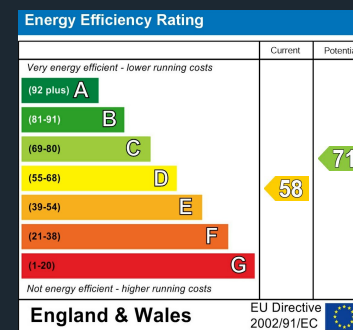 Energy Efficiency Rating
Current Potentia
Very energy efficient - lower running costs
(92 plus) A
(81-91) B
(69-80) C
71
(55-68) D
58
(39-54) E
(21-38) F
(1-20) G
Not energy efficient - higher running costs
England & Wales
EU Directive
2002/91/EC